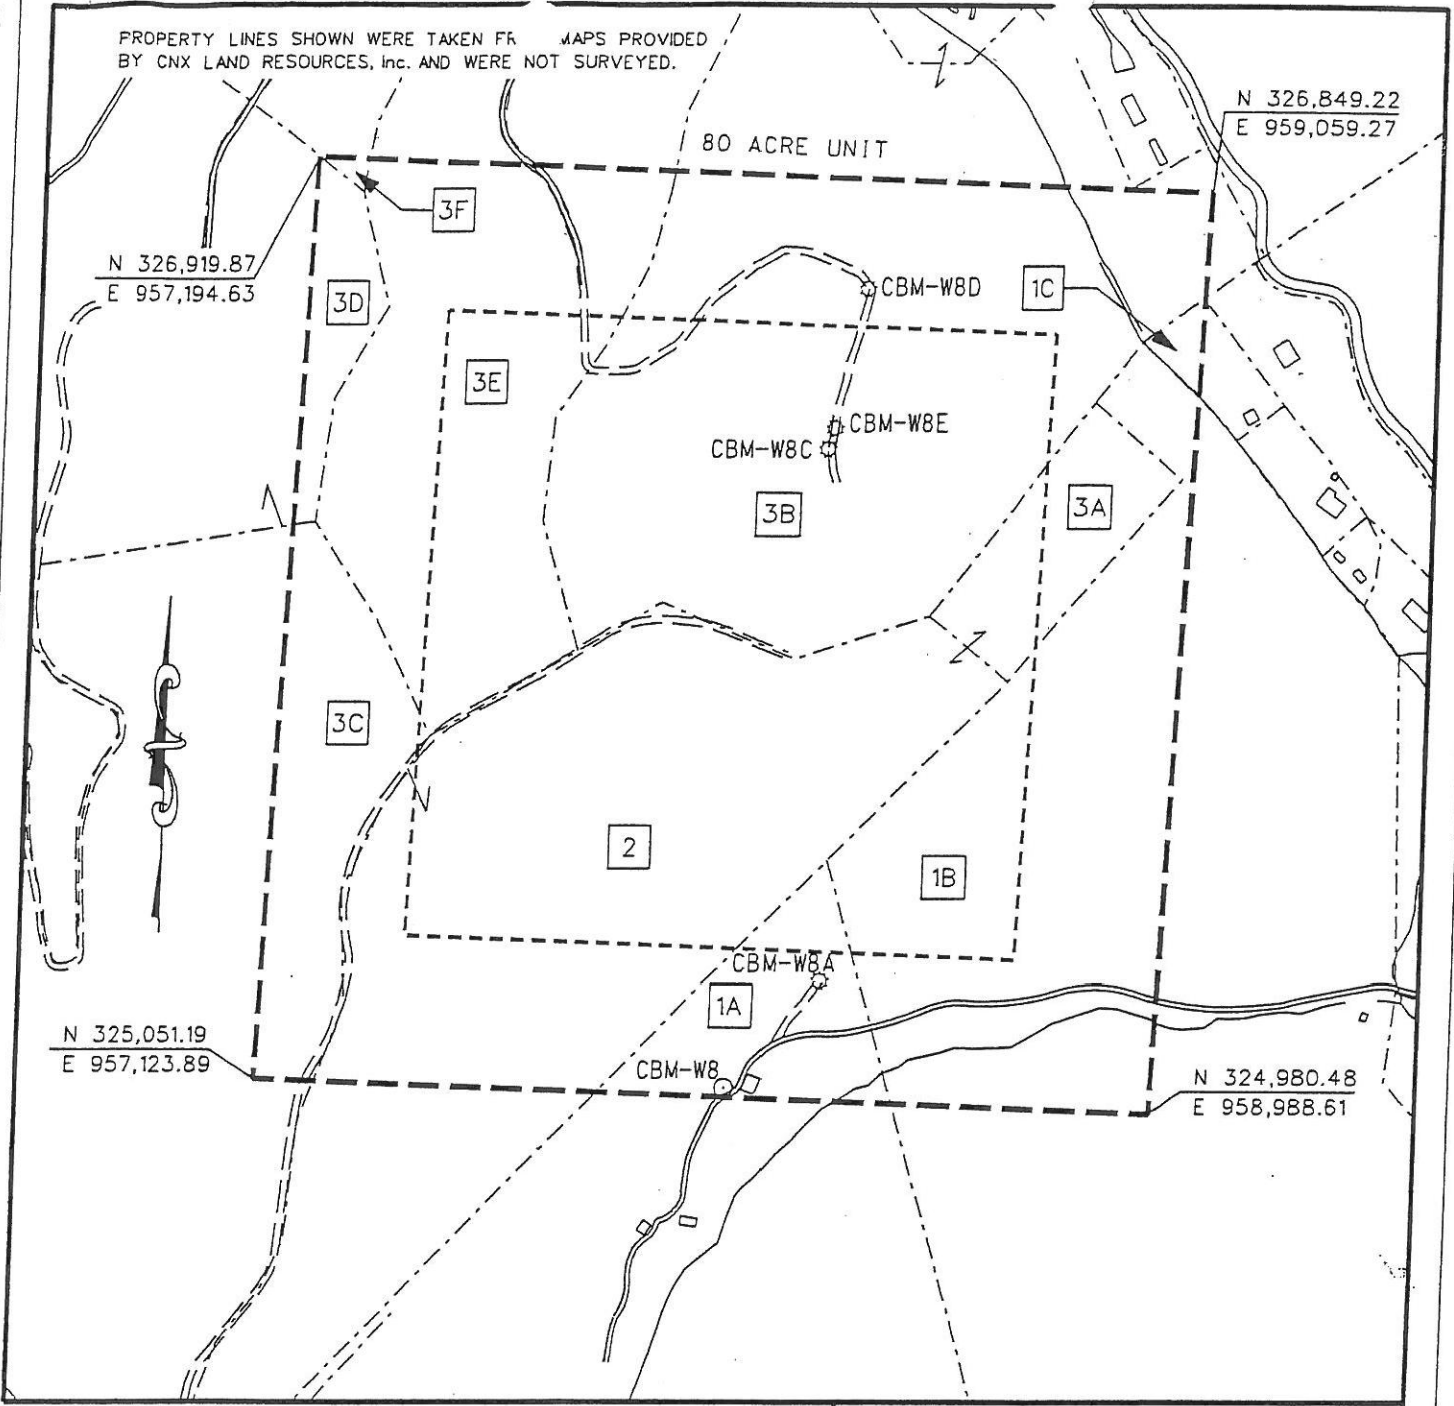 PROPERTY LINES SHOWN WERE TAKEN FR MAPS PROVIDED
BY CNX LAND RESOURCES, Inc. AND WERE NOT SURVEYED.
N 326,849.22
E 959,059.27
80 ACRE UNIT
3F
N 326,919.87
E 957,194.63
3D
CBM-W8D
1C
3E
CBM-W8E
CBM-W8C
3B
3A
3C
2
1B
CBM-W8A
1A
N 325,051.19
E 957,123.89
CBM-W8
N 324,980.48
E 958,988.61